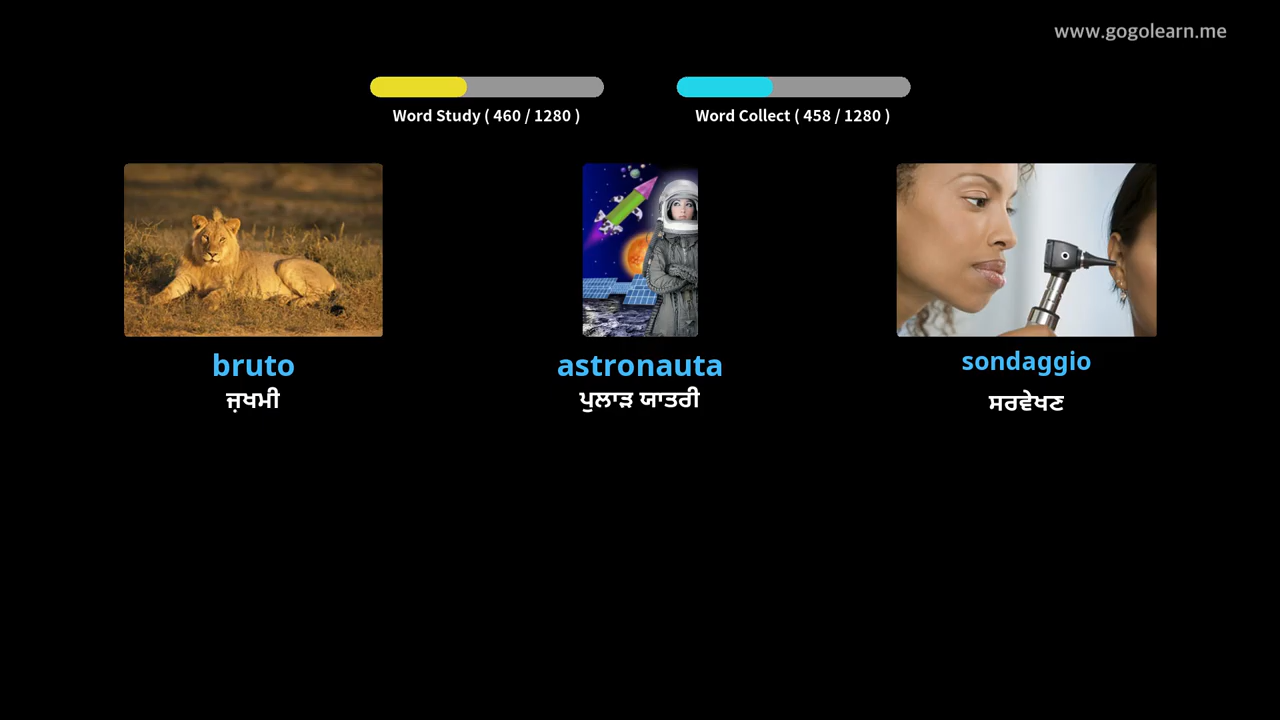 www.gogolearn.me
Word Study ( 460 / 1280 )
Word Collect ( 458 / 1280 )
bruto
ਜ਼ਖਮੀ
astronauta
ਪੁਲਾੜ ਯਾਤਰੀ
sondaggio
ਸਰਵੇਖਣ